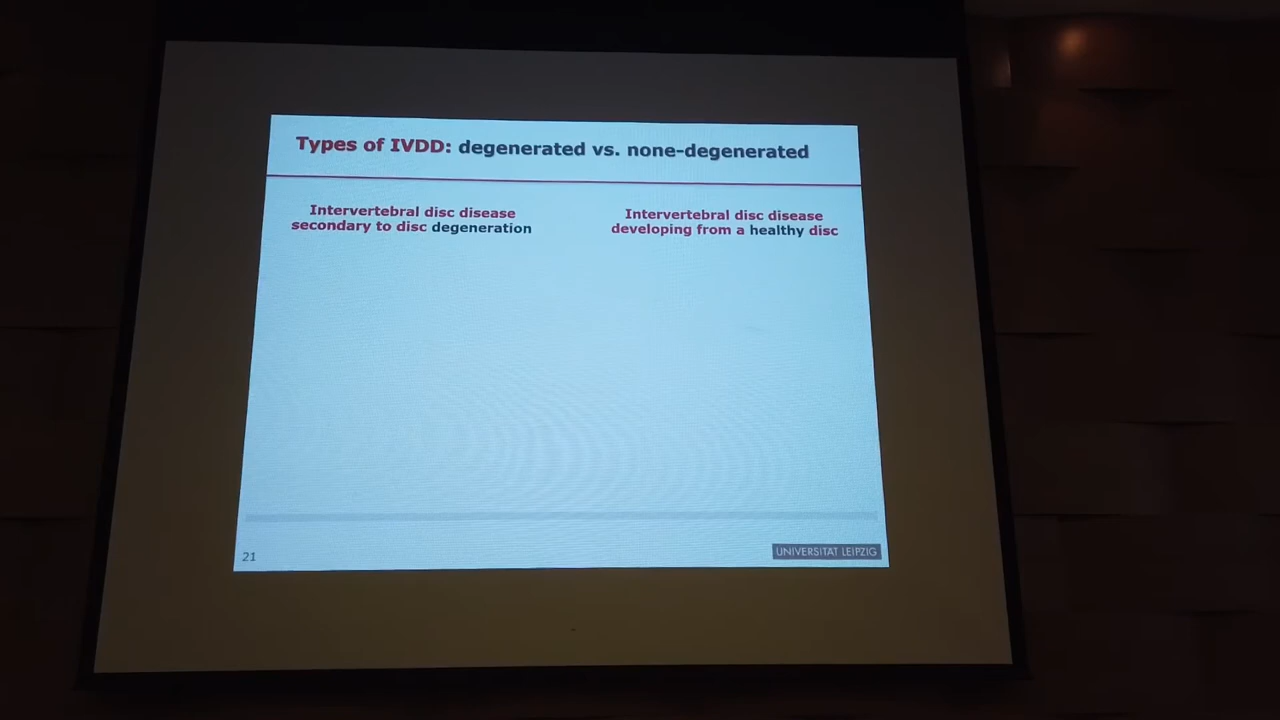 Types of IVDD: degenerated vs. none-degenerated
Intervertebral disc disease
secondary to disc degeneration
Intervertebral disc disease
developing from a healthy disc
21
UNIVERSITÄT LEIPZIG